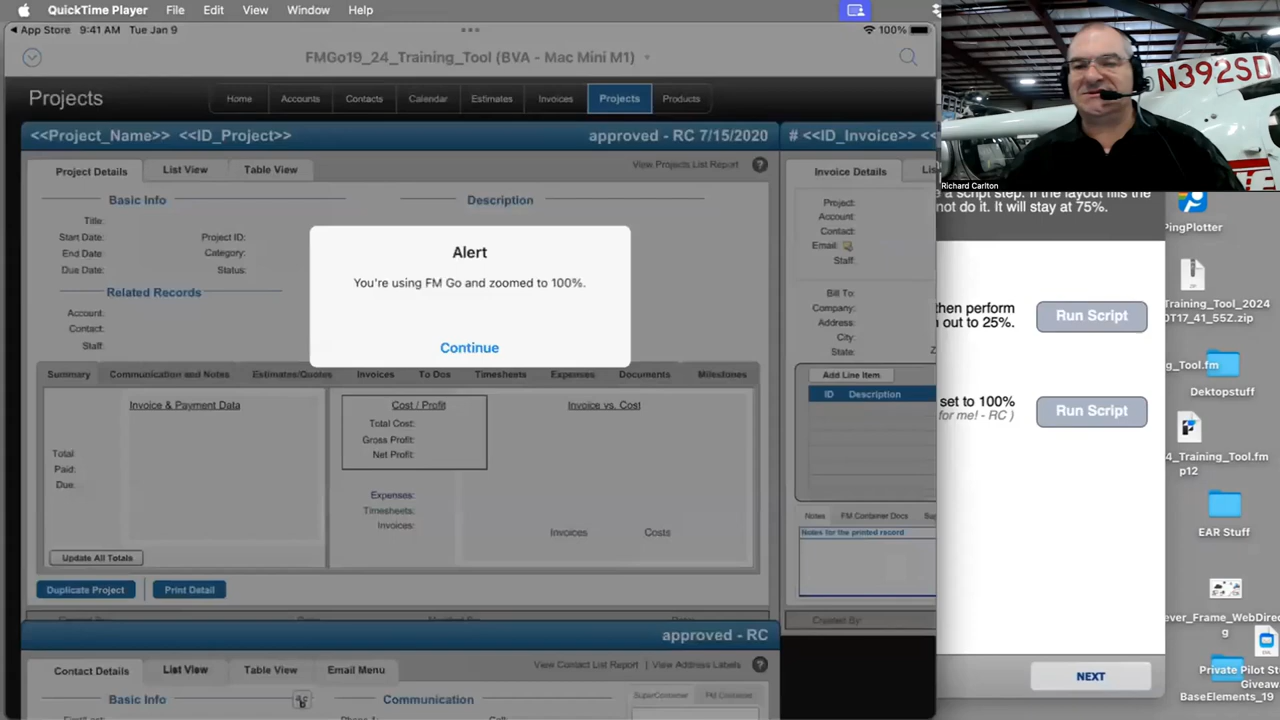 QuickTime Player File Edit View Window Help
App Store 9:41 AM Tue Jan 9
100%
FMGo19_24_Training_Tool (BVA - Mac Mini M1)
Projects
Home Accounts Contacts Calendar Estimates Invoices Projects Products
<<Project_Name>> <<ID_Project>> approved - RC 7/15/2020
# <<ID_Invoice>> <<
Project Details List View Table View View Projects List Report ?
Invoice Details
Basic Info Description
Title:
Start Date: Project ID:
End Date: Category:
Due Date: Status:
Related Records
Account:
Contact:
Staff:
Project:
Account:
Contact:
Email:
Staff:
Bill To:
Company:
Address:
City:
State:
Alert
You're using FM Go and zoomed to 100%.
Continue
Summary Communication and Notes Estimates/Quotes Invoices To Dos Timesheets Expenses Documents Milestones
Add Line Item
ID Description
Invoice & Payment Data
Total
Paid:
Due:
Cost / Profit
Total Cost:
Gross Profit:
Net Profit:
Expenses:
Timesheets:
Invoices:
Invoice vs. Cost
Invoices Costs
Notes FM Container Docs
Notes for the printed record
Update All Totals
Duplicate Project Print Detail
Created By:
approved - RC
Contact Details List View Table View Email Menu View Contact List Report | View Address Labels ?
Basic Info Communication
SuperContainer FM Container
N392SD
Richard Carlton
e a script step. If the layout fills the
not do it. It will stay at 75%.
then perform
out to 25%.
Run Script
set to 100%
for me! - RC )
Run Script
NEXT
PingPlotter
Training_Tool_2024
DT17_41_55Z.zip
g_Tool.fm
Dektopstuff
4_Training_Tool.fm
p12
EAR Stuff
ever_Frame_WebDirec
g
Private Pilot St
Giveaw
BaseElements_19